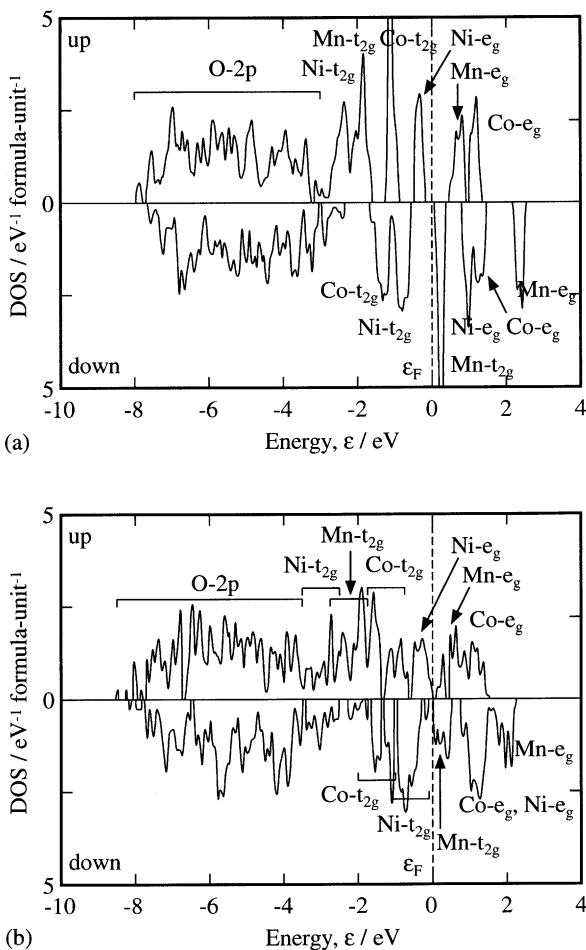 up
5
Mn-t2g Co-t2g Ni-eg
O-2p Ni-t2g Mn-eg
Co-eg
DOS / eV-1 formula-unit-1
0
Co-t2g Mn-eg
Ni-t2g Ni-eg Co-eg
down εF Mn-t2g
5
-10 -8 -6 -4 -2 0 2 4
(a) Energy, ε / eV
5
up Mn-t2g
Ni-t2g Co-t2g Ni-eg
O-2p Mn-eg
Co-eg
DOS / eV-1 formula-unit-1
0
Mn-eg
Co-t2g Co-eg, Ni-eg
Ni-t2g
Mn-t2g
down εF
5
-10 -8 -6 -4 -2 0 2 4
(b) Energy, ε / eV